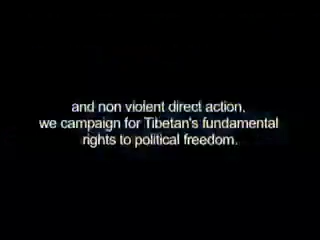 and non violent direct action,
we campaign for Tibetan's fundamental
rights to political freedom.